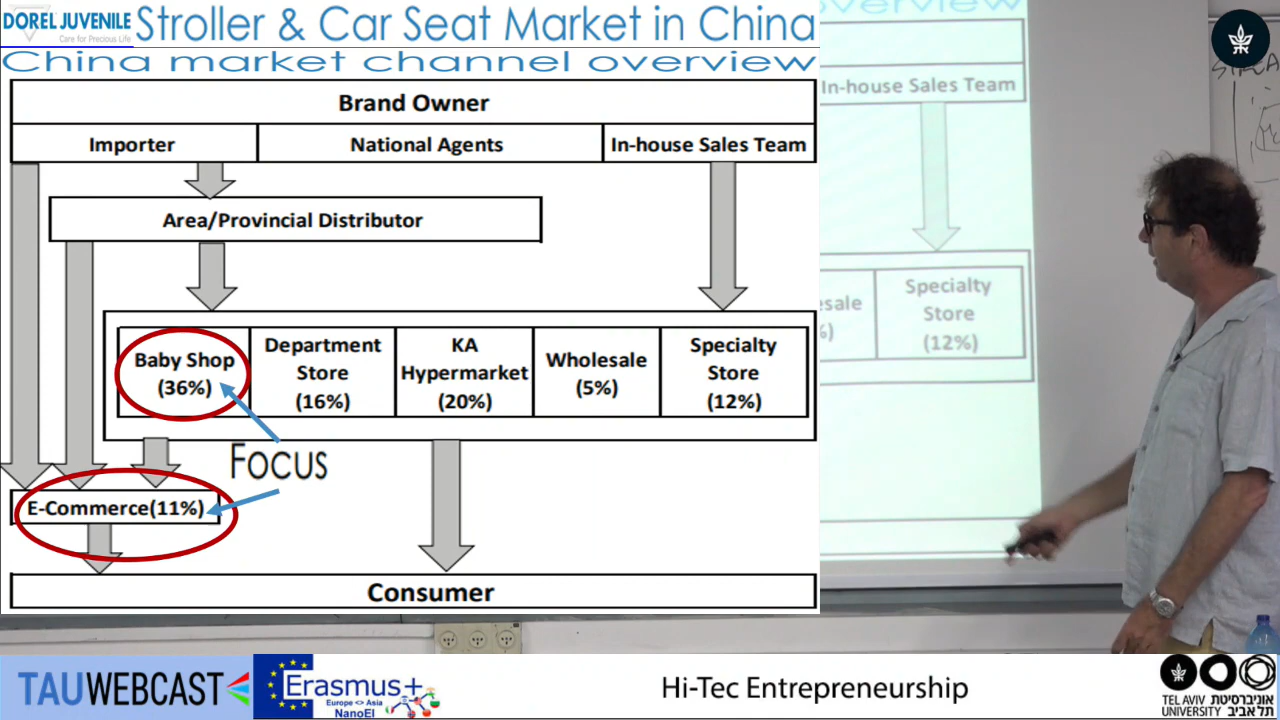 DOREL JUVENILE
Care for Precious Life
Stroller & Car Seat Market in China
China market channel overview
Brand Owner
Importer
National Agents
In-house Sales Team
Area/Provincial Distributor
Baby Shop
(36%)
Department
Store
(16%)
KA
Hypermarket
(20%)
Wholesale
(5%)
Specialty
Store
(12%)
Focus
E-Commerce(11%)
Consumer
overview
In-house Sales Team
Specialty
Store
(12%)
TAUWEBCAST
Erasmus+
Europe <> Asia
NanoEl
Hi-Tec Entrepreneurship
TEL AVIV אוניברסיטת
UNIVERSITY תל אביב